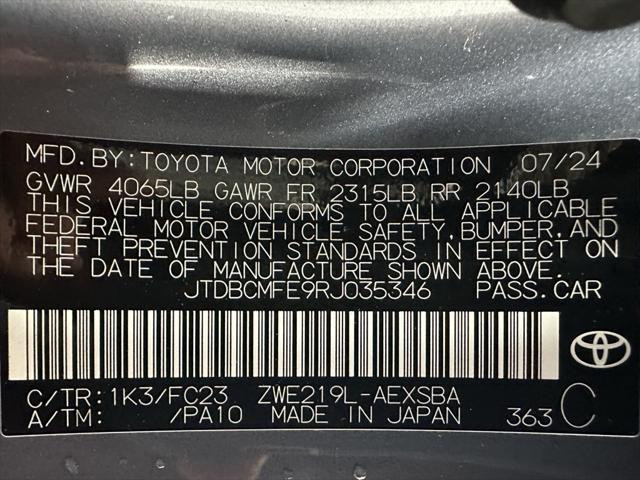 MFD. BY: TOYOTA MOTOR CORPORATION 07/24
GVWR 4065LB GAWR FR 2315LB RR 2140LB
THIS VEHICLE CONFORMS TO ALL APPLICABLE
FEDERAL MOTOR VEHICLE SAFETY, BUMPER, AND
THEFT PREVENTION STANDARDS IN EFFECT ON
THE DATE OF MANUFACTURE SHOWN ABOVE.
JTDBCMFE9RJ035346 PASS. CAR
C/TR: 1K3/FC23 ZWE219L-AEXSBA
A/TM: /PA10 MADE IN JAPAN 363 C